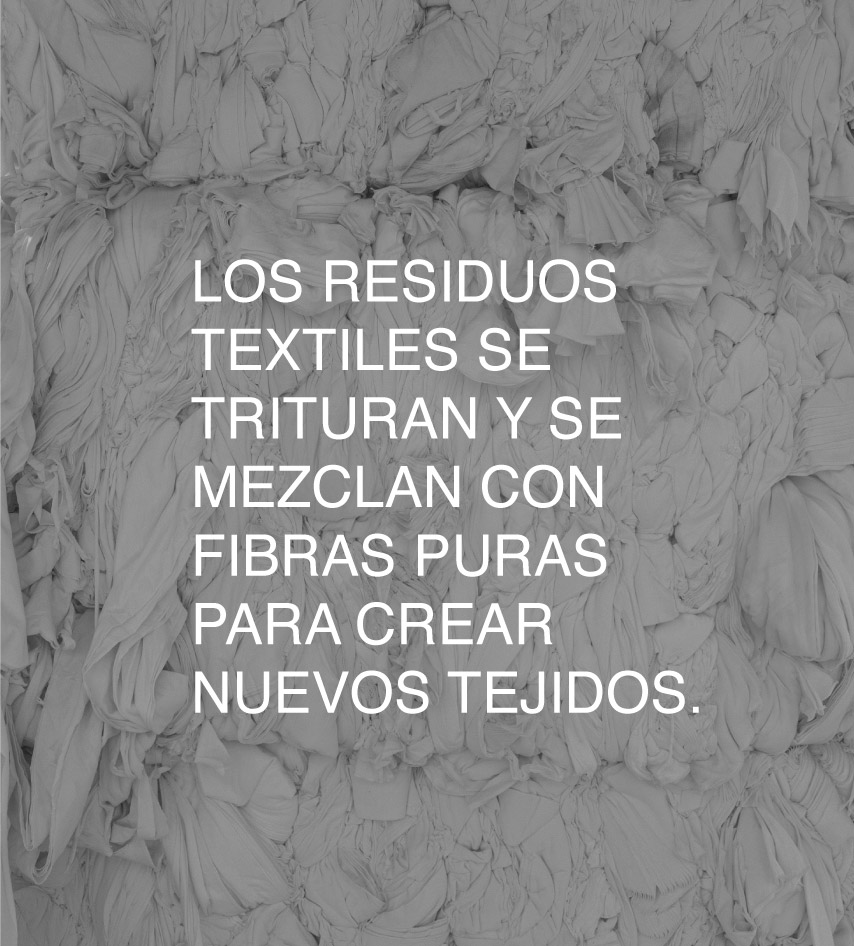 LOS RESIDUOS
TEXTILES SE
TRITURAN Y SE
MEZCLAN CON
FIBRAS PURAS
PARA CREAR
NUEVOS TEJIDOS.